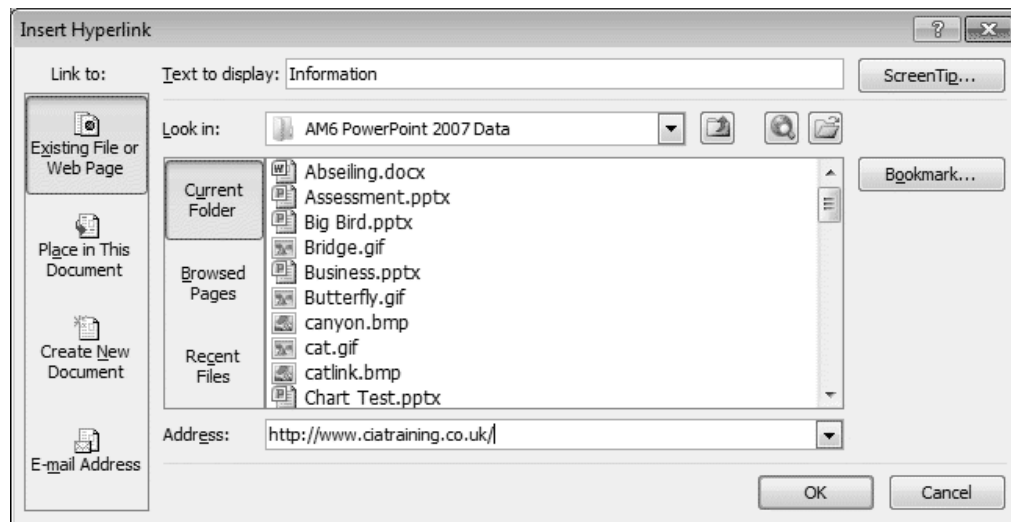 Insert Hyperlink
Link to:
Text to display: Information
ScreenTip...
Existing File or
Web Page
Place in This
Document
Create New
Document
E-mail Address
Look in: AM6 PowerPoint 2007 Data
Current
Folder
Browsed
Pages
Recent
Files
Abseiling.docx
Assessment.pptx
Big Bird.pptx
Bridge.gif
Business.pptx
Butterfly.gif
canyon.bmp
cat.gif
catlink.bmp
Chart Test.pptx
Bookmark...
Address: http://www.ciatraining.co.uk/
OK
Cancel